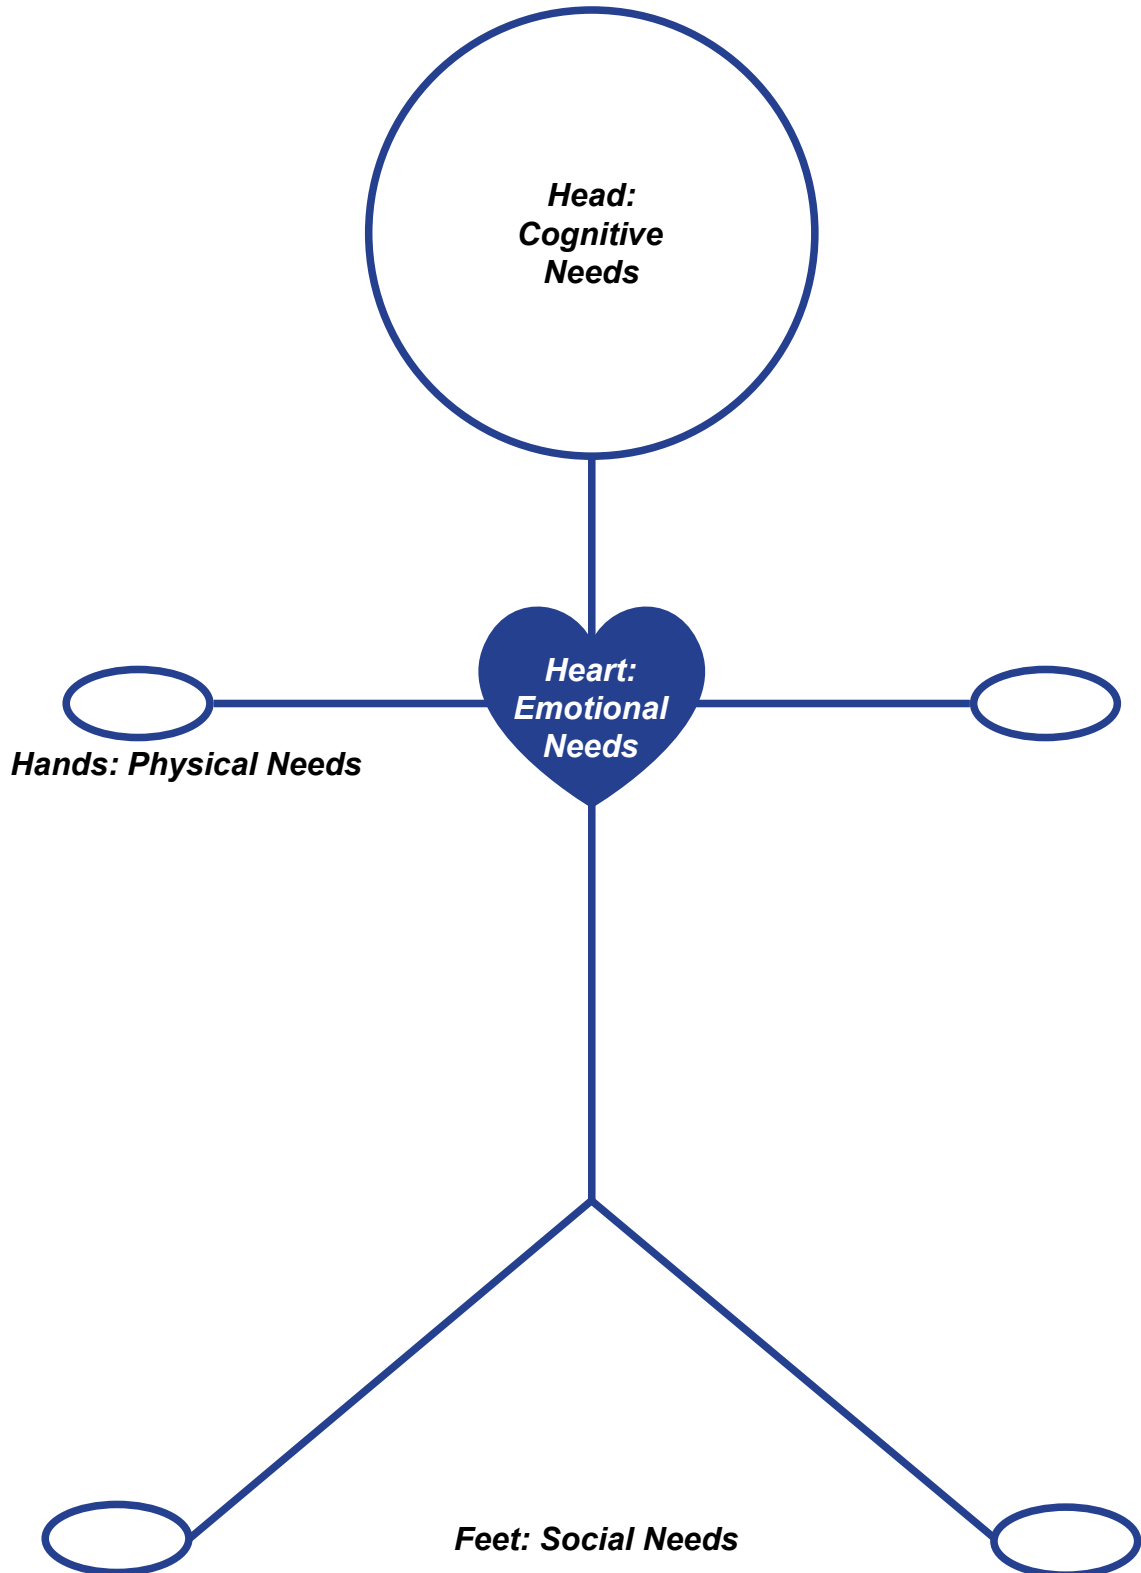 Head:
Cognitive
Needs
Heart:
Emotional
Needs
Hands: Physical Needs
Feet: Social Needs